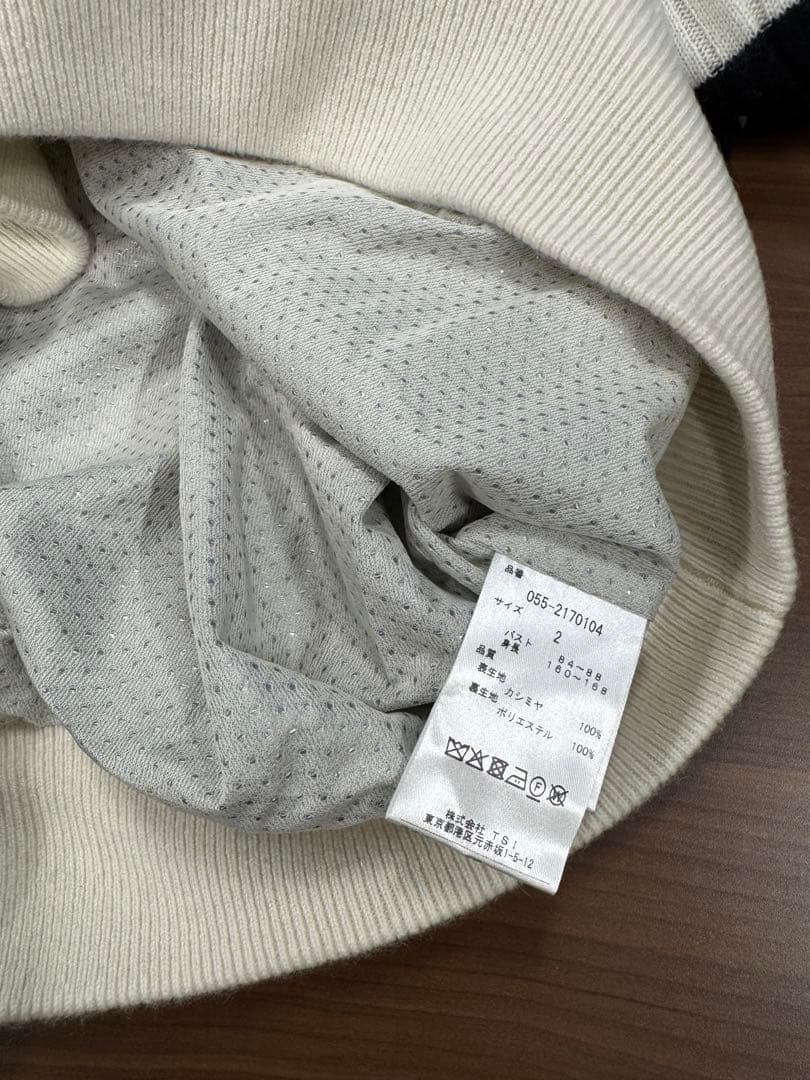 品番
055-2170104
サイズ
2
バスト 84~88
身長 160~168
品質
表生地 カシミヤ 100%
裏生地 ポリエステル 100%
F
株式会社 TSI
東京都港区元赤坂1-5-12